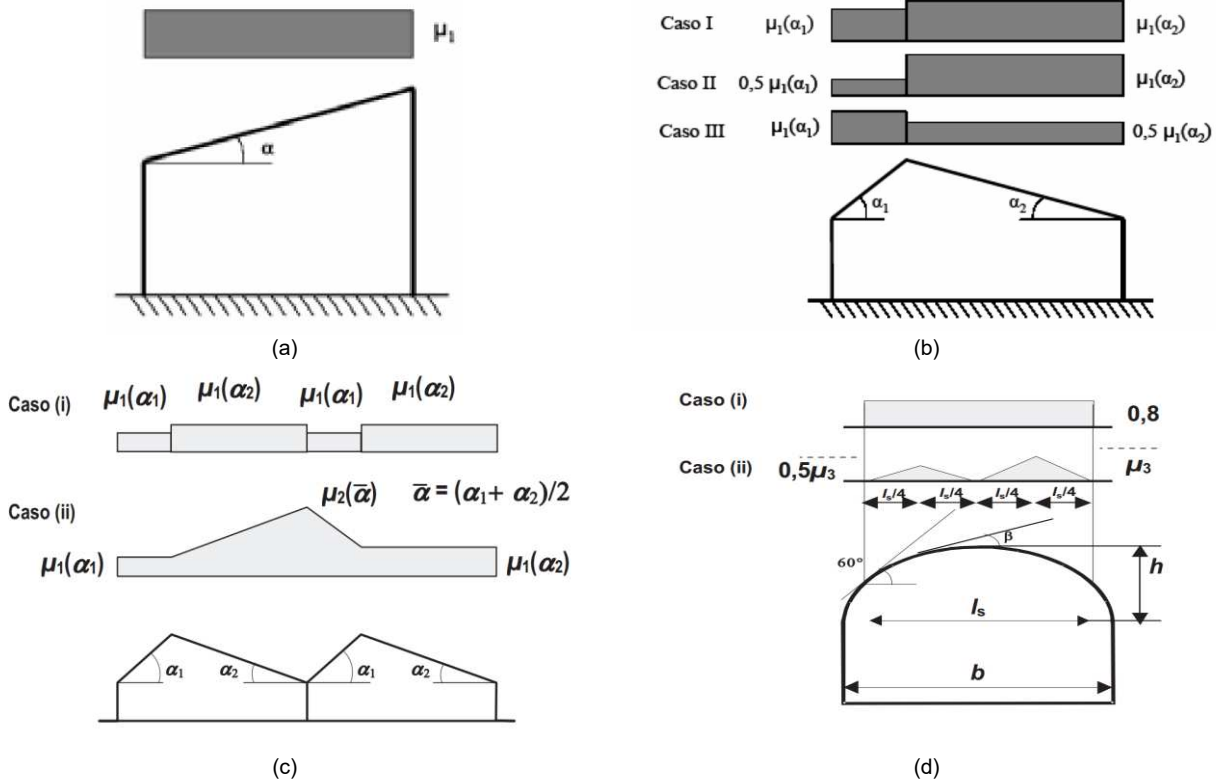 μ₁
α
(a)
Caso I μ₁(α₁) μ₁(α₂)
Caso II 0,5 μ₁(α₁) μ₁(α₂)
Caso III μ₁(α₁) 0,5 μ₁(α₂)
α₁ α₂
(b)
Caso (i) μ₁(α₁) μ₁(α₂) μ₁(α₁) μ₁(α₂)
μ₂(ᾱ) ᾱ = (α₁+ α₂)/2
Caso (ii)
μ₁(α₁) μ₁(α₂)
α₁ α₂ α₁ α₂
(c)
Caso (i) 0,8
Caso (ii) 0,5μ₃ μ₃
lₛ/4 lₛ/4 lₛ/4 lₛ/4
β
60° h
lₛ
b
(d)